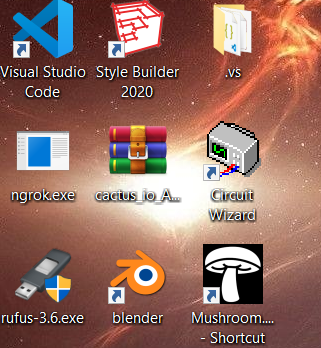 Visual Studio
Code
Style Builder
2020
.vs
ngrok.exe
cactus_io_A...
Circuit
Wizard
rufus-3.6.exe
blender
Mushroom....
- Shortcut